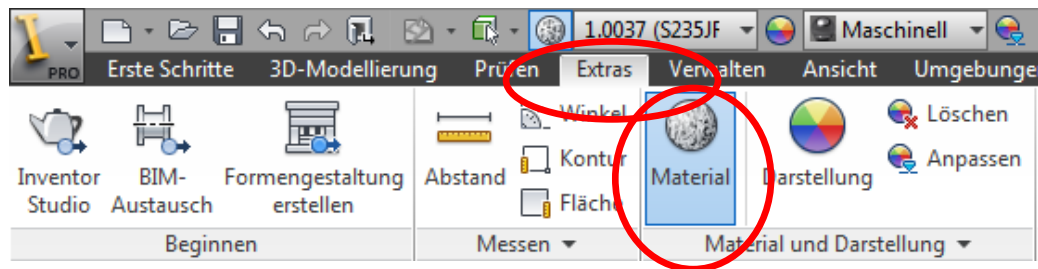 1.0037 (S235JF Maschinell
PRO Erste Schritte 3D-Modellierung Prüfen Extras Verwalten Ansicht Umgebunge
Inventor Studio
BIM-Austausch
Formengestaltung erstellen
Abstand
Winkel
Kontur
Fläche
Material
Darstellung
Löschen
Anpassen
Beginnen Messen Material und Darstellung